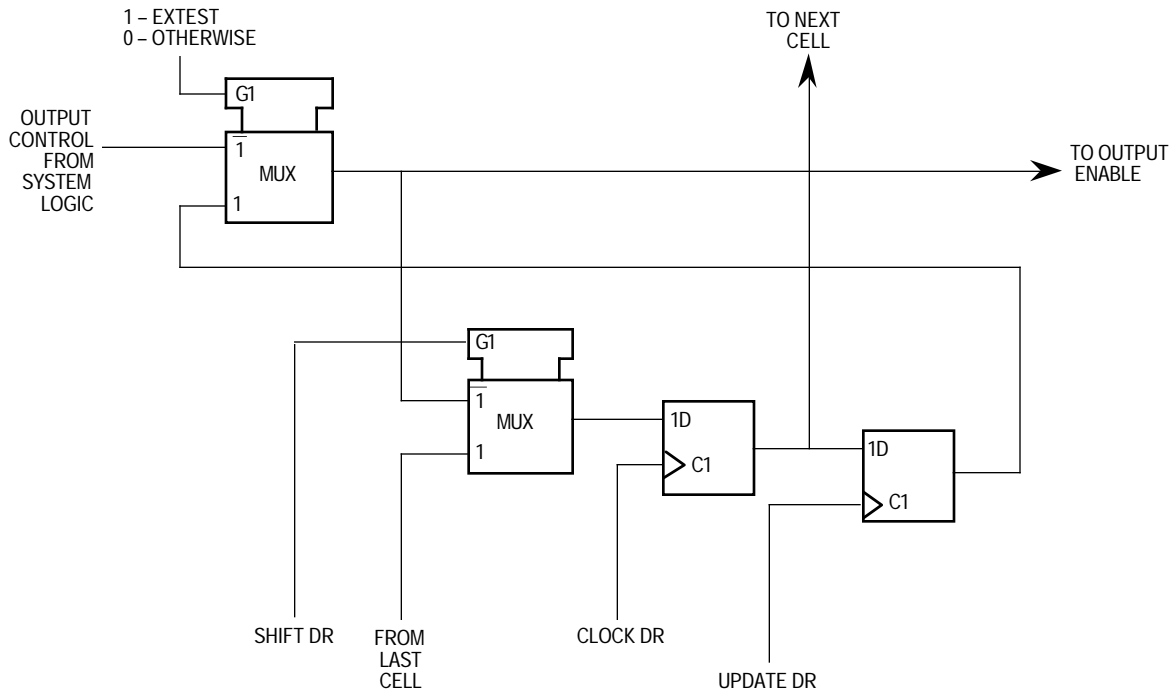 1 – EXTEST
0 – OTHERWISE
TO NEXT
CELL
G1
OUTPUT
CONTROL
FROM
SYSTEM
LOGIC
1
MUX
1
TO OUTPUT
ENABLE
G1
1
MUX
1
1D
C1
1D
C1
SHIFT DR
FROM
LAST
CELL
CLOCK DR
UPDATE DR